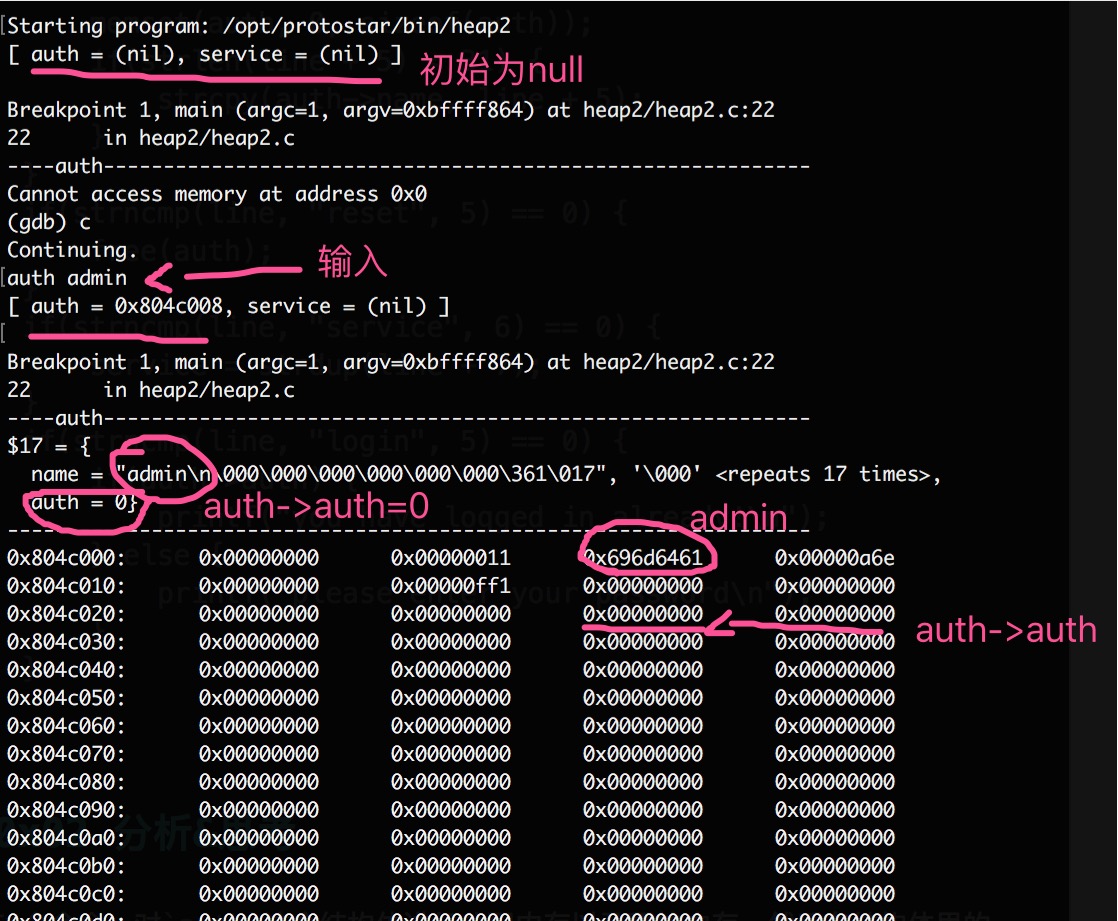 Starting program: /opt/protostar/bin/heap2
[ auth = (nil), service = (nil) ]
初始为null
Breakpoint 1, main (argc=1, argv=0xbffff864) at heap2/heap2.c:22
22 in heap2/heap2.c
----auth-----------------------------------------------------------
Cannot access memory at address 0x0
(gdb) c
Continuing.
输入
auth admin
[ auth = 0x804c008, service = (nil) ]
Breakpoint 1, main (argc=1, argv=0xbffff864) at heap2/heap2.c:22
22 in heap2/heap2.c
----auth-----------------------------------------------------------
$17 = {
name = "admin\n\000\000\000\000\000\000\361\017", '\000' <repeats 17 times>,
auth = 0}
auth->auth=0
-------------------------------------------------------------------
admin
0x804c000: 0x00000000 0x00000011 0x696d6461 0x00000a6e
0x804c010: 0x00000000 0x00000ff1 0x00000000 0x00000000
0x804c020: 0x00000000 0x00000000 0x00000000 0x00000000
auth->auth
0x804c030: 0x00000000 0x00000000 0x00000000 0x00000000
0x804c040: 0x00000000 0x00000000 0x00000000 0x00000000
0x804c050: 0x00000000 0x00000000 0x00000000 0x00000000
0x804c060: 0x00000000 0x00000000 0x00000000 0x00000000
0x804c070: 0x00000000 0x00000000 0x00000000 0x00000000
0x804c080: 0x00000000 0x00000000 0x00000000 0x00000000
0x804c090: 0x00000000 0x00000000 0x00000000 0x00000000
0x804c0a0: 0x00000000 0x00000000 0x00000000 0x00000000
0x804c0b0: 0x00000000 0x00000000 0x00000000 0x00000000
0x804c0c0: 0x00000000 0x00000000 0x00000000 0x00000000
0x804c0d0: 0x00000000 0x00000000 0x00000000 0x00000000